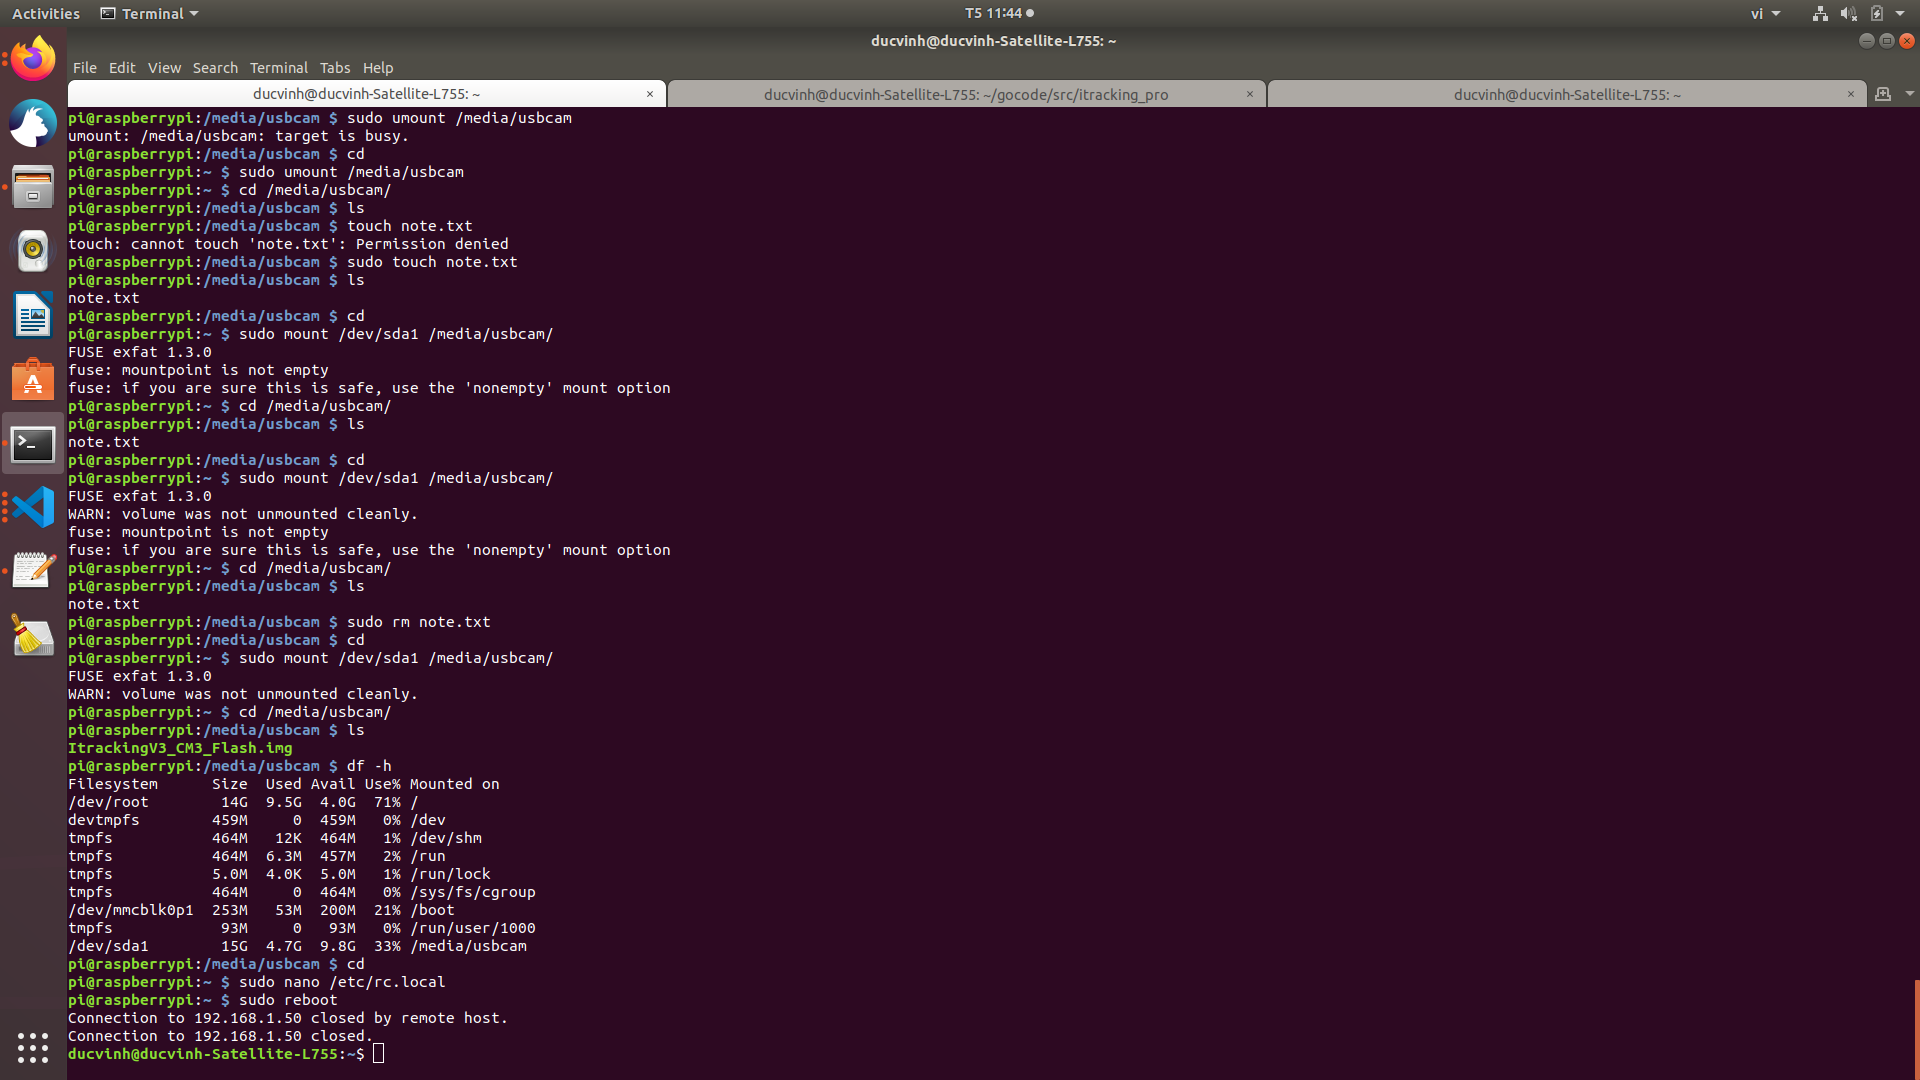 Activities
Terminal
T5 11:44
vi
ducvinh@ducvinh-Satellite-L755: ~
File Edit View Search Terminal Tabs Help
ducvinh@ducvinh-Satellite-L755: ~ ×
ducvinh@ducvinh-Satellite-L755: ~/gocode/src/itracking_pro ×
ducvinh@ducvinh-Satellite-L755: ~ ×
pi@raspberrypi:/media/usbcam $ sudo umount /media/usbcam
umount: /media/usbcam: target is busy.
pi@raspberrypi:/media/usbcam $ cd
pi@raspberrypi:~ $ sudo umount /media/usbcam
pi@raspberrypi:~ $ cd /media/usbcam/
pi@raspberrypi:/media/usbcam $ ls
pi@raspberrypi:/media/usbcam $ touch note.txt
touch: cannot touch 'note.txt': Permission denied
pi@raspberrypi:/media/usbcam $ sudo touch note.txt
pi@raspberrypi:/media/usbcam $ ls
note.txt
pi@raspberrypi:/media/usbcam $ cd
pi@raspberrypi:~ $ sudo mount /dev/sda1 /media/usbcam/
FUSE exfat 1.3.0
fuse: mountpoint is not empty
fuse: if you are sure this is safe, use the 'nonempty' mount option
pi@raspberrypi:~ $ cd /media/usbcam/
pi@raspberrypi:/media/usbcam $ ls
note.txt
pi@raspberrypi:/media/usbcam $ cd
pi@raspberrypi:~ $ sudo mount /dev/sda1 /media/usbcam/
FUSE exfat 1.3.0
WARN: volume was not unmounted cleanly.
fuse: mountpoint is not empty
fuse: if you are sure this is safe, use the 'nonempty' mount option
pi@raspberrypi:~ $ cd /media/usbcam/
pi@raspberrypi:/media/usbcam $ ls
note.txt
pi@raspberrypi:/media/usbcam $ sudo rm note.txt
pi@raspberrypi:/media/usbcam $ cd
pi@raspberrypi:~ $ sudo mount /dev/sda1 /media/usbcam/
FUSE exfat 1.3.0
WARN: volume was not unmounted cleanly.
pi@raspberrypi:~ $ cd /media/usbcam/
pi@raspberrypi:/media/usbcam $ ls
ItrackingV3_CM3_Flash.img
pi@raspberrypi:/media/usbcam $ df -h
Filesystem      Size  Used Avail Use% Mounted on
/dev/root        14G  9.5G  4.0G  71% /
devtmpfs        459M     0  459M   0% /dev
tmpfs           464M   12K  464M   1% /dev/shm
tmpfs           464M  6.3M  457M   2% /run
tmpfs           5.0M  4.0K  5.0M   1% /run/lock
tmpfs           464M     0  464M   0% /sys/fs/cgroup
/dev/mmcblk0p1  253M   53M  200M  21% /boot
tmpfs            93M     0   93M   0% /run/user/1000
/dev/sda1        15G  4.7G  9.8G  33% /media/usbcam
pi@raspberrypi:/media/usbcam $ cd
pi@raspberrypi:~ $ sudo nano /etc/rc.local
pi@raspberrypi:~ $ sudo reboot
Connection to 192.168.1.50 closed by remote host.
Connection to 192.168.1.50 closed.
ducvinh@ducvinh-Satellite-L755:~$